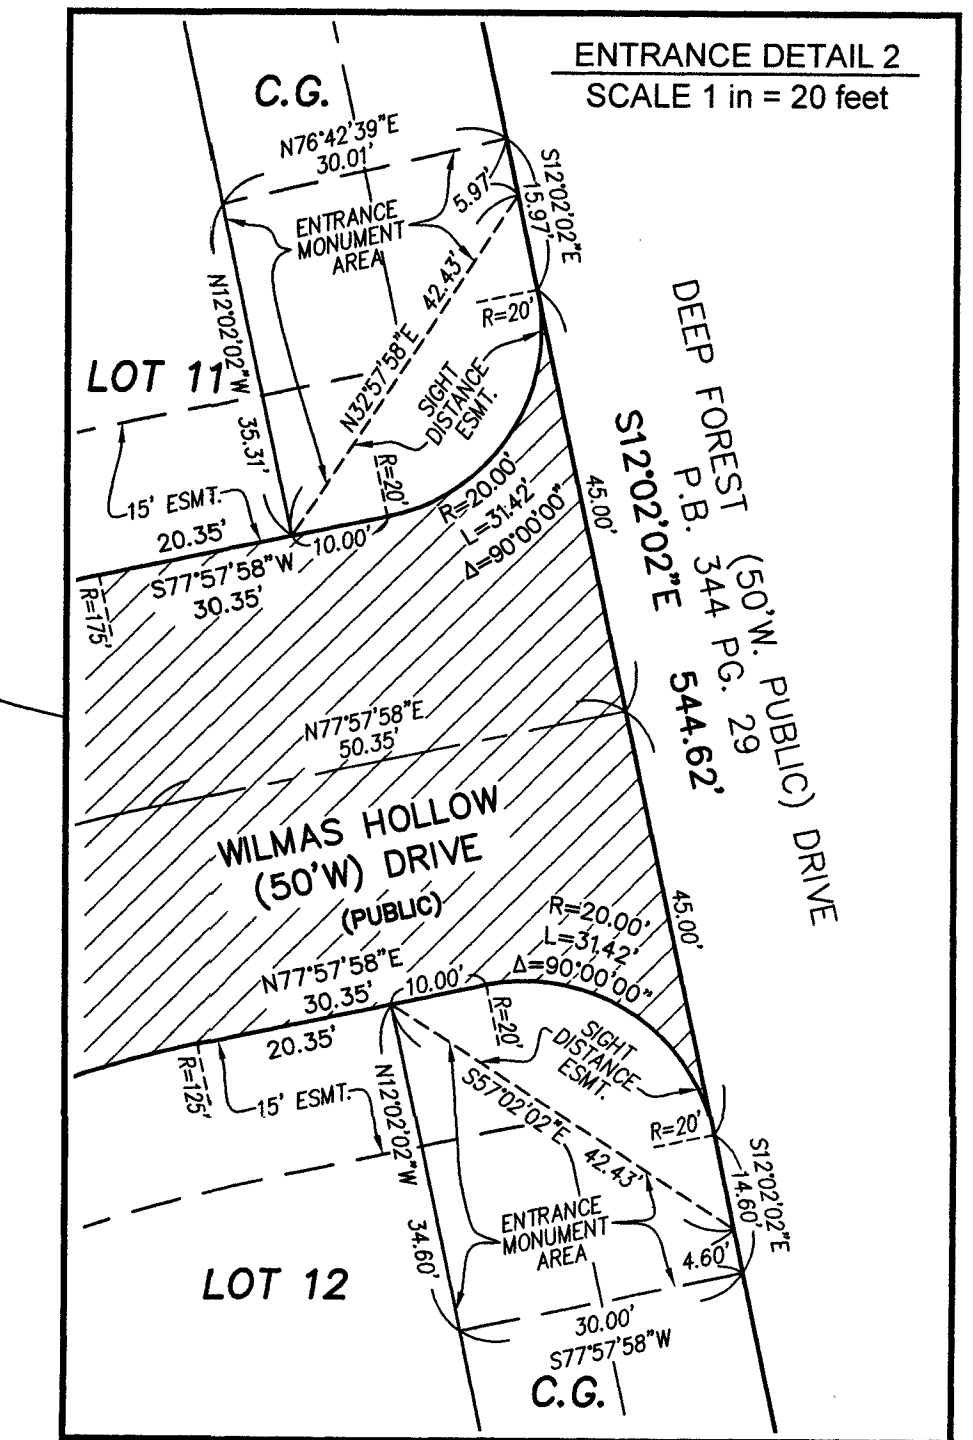 ENTRANCE DETAIL 2
SCALE 1 in = 20 feet
C.G.
N76°42'39"E
30.01'
ENTRANCE
MONUMENT
AREA
5.97'
S12°02'02"E
15.97'
42.43'
N32°57'58"E
R=20'
SIGHT
DISTANCE
ESMT.
N12°02'02"W
35.31'
LOT 11
15' ESMT.
20.35'
R=20'
10.00'
S77°57'58"W
30.35'
R=175'
R=20.00'
L=31.42'
Δ=90°00'00"
45.00'
DEEP FOREST (50'W. PUBLIC) DRIVE
P.B. 344 PG. 29
S12°02'02"E 544.62'
N77°57'58"E
50.35'
WILMAS HOLLOW
(50'W) DRIVE
(PUBLIC)
45.00'
R=20.00'
L=31.42'
Δ=90°00'00"
N77°57'58"E
30.35'
10.00'
20.35'
R=20'
R=125'
15' ESMT.
SIGHT
DISTANCE
ESMT.
N12°02'02"W
34.60'
S57°02'02"E
42.43'
R=20'
S12°02'02"E
14.60'
ENTRANCE
MONUMENT
AREA
4.60'
LOT 12
30.00'
S77°57'58"W
C.G.